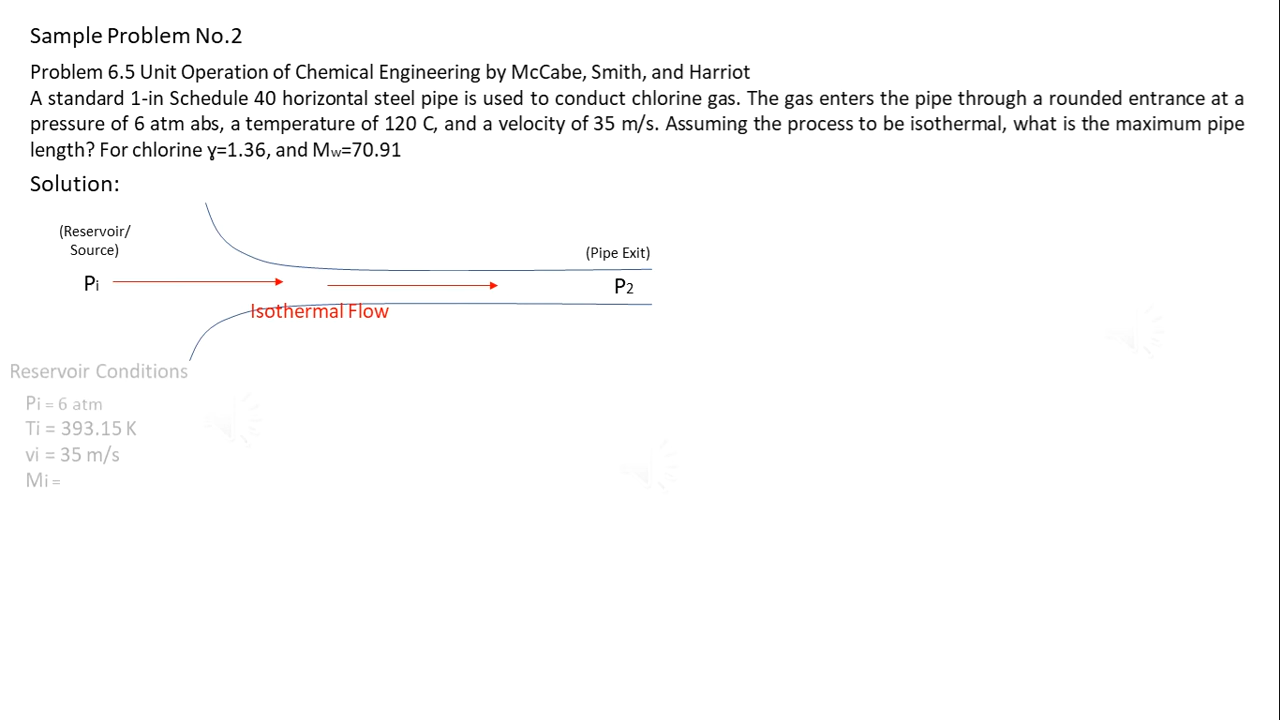 Sample Problem No.2
Problem 6.5 Unit Operation of Chemical Engineering by McCabe, Smith, and Harriot
A standard 1-in Schedule 40 horizontal steel pipe is used to conduct chlorine gas. The gas enters the pipe through a rounded entrance at a
pressure of 6 atm abs, a temperature of 120 C, and a velocity of 35 m/s. Assuming the process to be isothermal, what is the maximum pipe
length? For chlorine ɣ=1.36, and Mw=70.91
Solution:
(Reservoir/
Source)
(Pipe Exit)
Pi
P2
Isothermal Flow
Reservoir Conditions
Pi = 6 atm
Ti = 393.15 K
vi = 35 m/s
Mi =